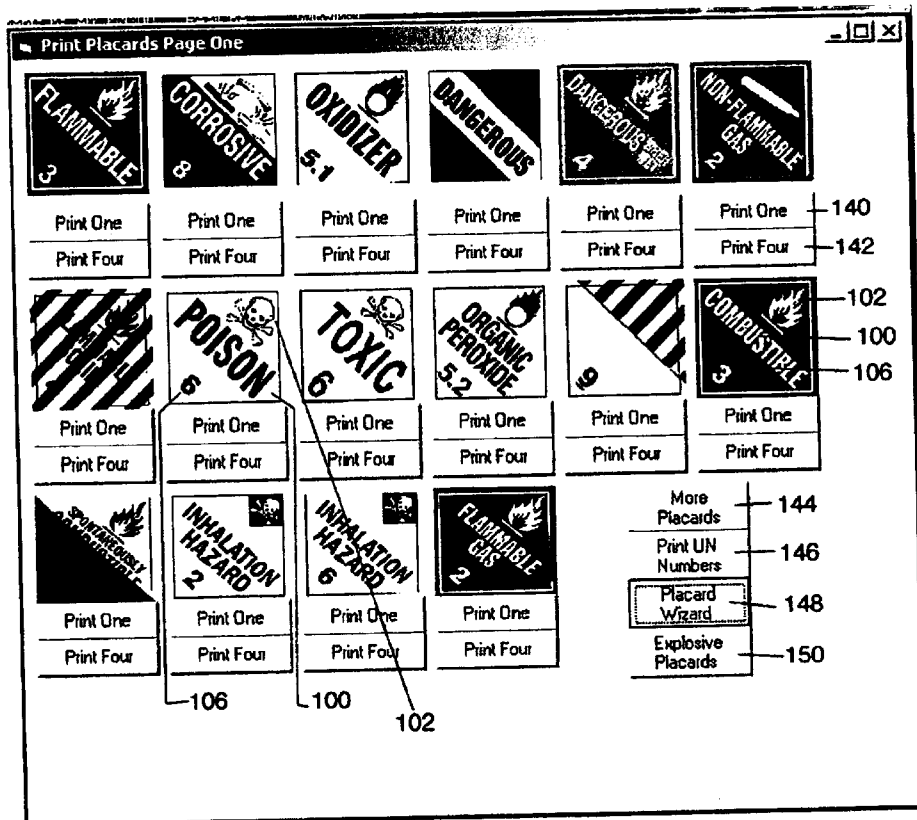 Print Placards Page One
FLAMMABLE
3
CORROSIVE
8
OXIDIZER
5.1
DANGEROUS
DANGEROUS
4
NON-FLAMMABLE
GAS
2
Print One
Print One
Print One
Print One
Print One
Print One
140
Print Four
Print Four
Print Four
Print Four
Print Four
Print Four
142
POISON
6
TOXIC
6
ORGANIC
PEROXIDE
5.2
9
COMBUSTIBLE
3
102
100
106
Print One
Print One
Print One
Print One
Print One
Print One
Print Four
Print Four
Print Four
Print Four
Print Four
Print Four
SPONTANEOUSLY
INHALATION
HAZARD
2
INHALATION
HAZARD
6
FLAMMABLE
GAS
2
More
Placards
144
Print UN
Numbers
146
Placard
Wizard
148
Explosive
Placards
150
Print One
Print One
Print One
Print One
Print Four
Print Four
Print Four
Print Four
106
100
102